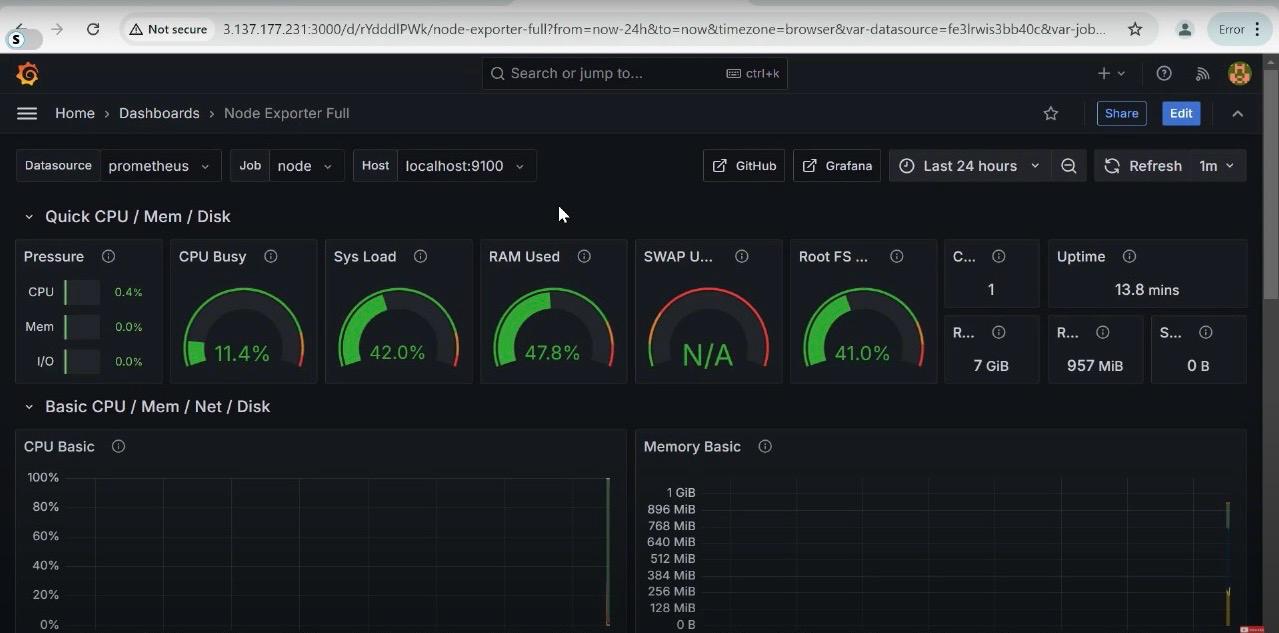 S
Not secure
3.137.177.231:3000/d/rYdddlPWk/node-exporter-full?from=now-24h&to=now&timezone=browser&var-datasource=fe3lrwis3bb40c&var-job...
Error
Search or jump to...
ctrl+k
Home › Dashboards › Node Exporter Full
Share
Edit
Datasource prometheus
Job node
Host localhost:9100
GitHub
Grafana
Last 24 hours
Refresh 1m
Quick CPU / Mem / Disk
Pressure
CPU 0.4%
Mem 0.0%
I/O 0.0%
CPU Busy
11.4%
Sys Load
42.0%
RAM Used
47.8%
SWAP U...
N/A
Root FS ...
41.0%
C...
1
Uptime
13.8 mins
R...
7 GiB
R...
957 MiB
S...
0 B
Basic CPU / Mem / Net / Disk
CPU Basic
100%
80%
60%
40%
20%
0%
Memory Basic
1 GiB
896 MiB
768 MiB
640 MiB
512 MiB
384 MiB
256 MiB
128 MiB
0 B